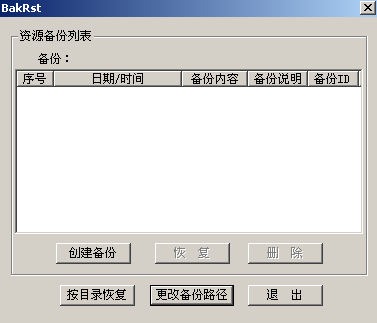 BakRst
资源备份列表
备份：
序号 日期/时间 备份内容 备份说明 备份ID
创建备份 恢 复 删 除
按目录恢复 更改备份路径 退 出